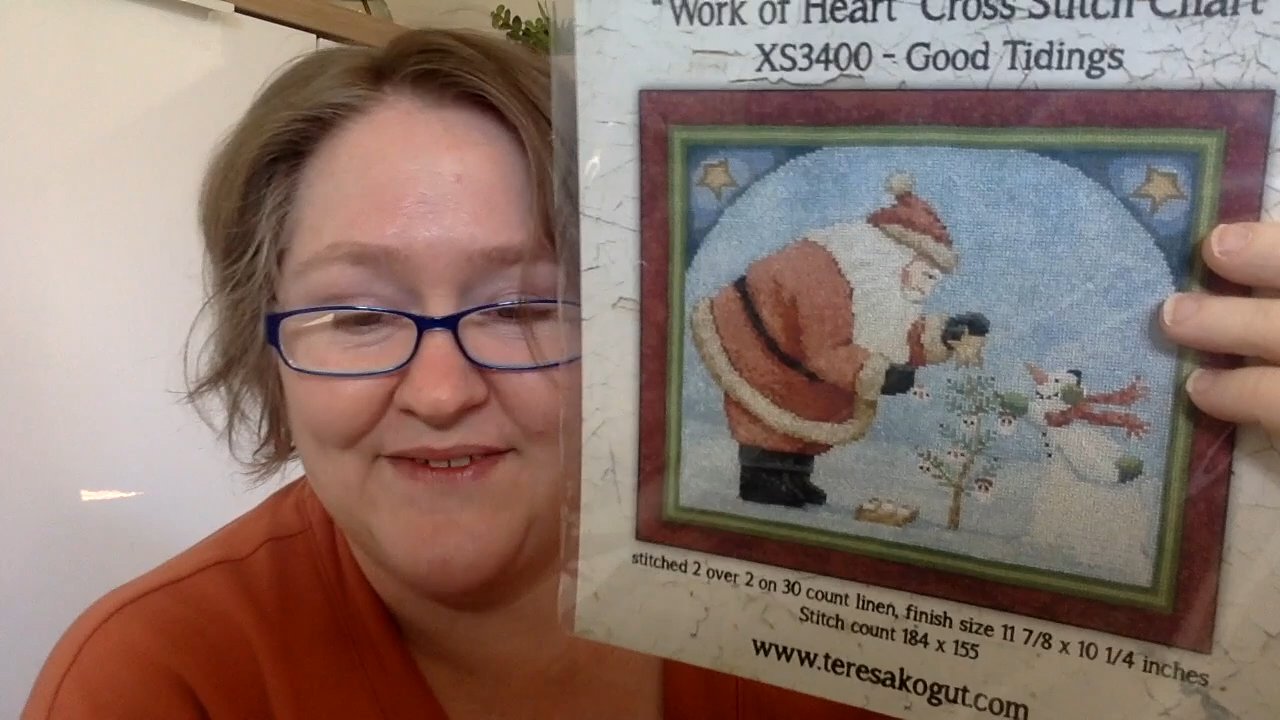 "Work of Heart" Cross Stitch Chart
XS3400 - Good Tidings
stitched 2 over 2 on 30 count linen, finish size 11 7/8 x 10 1/4 inches
Stitch count 184 x 155
www.teresakogut.com